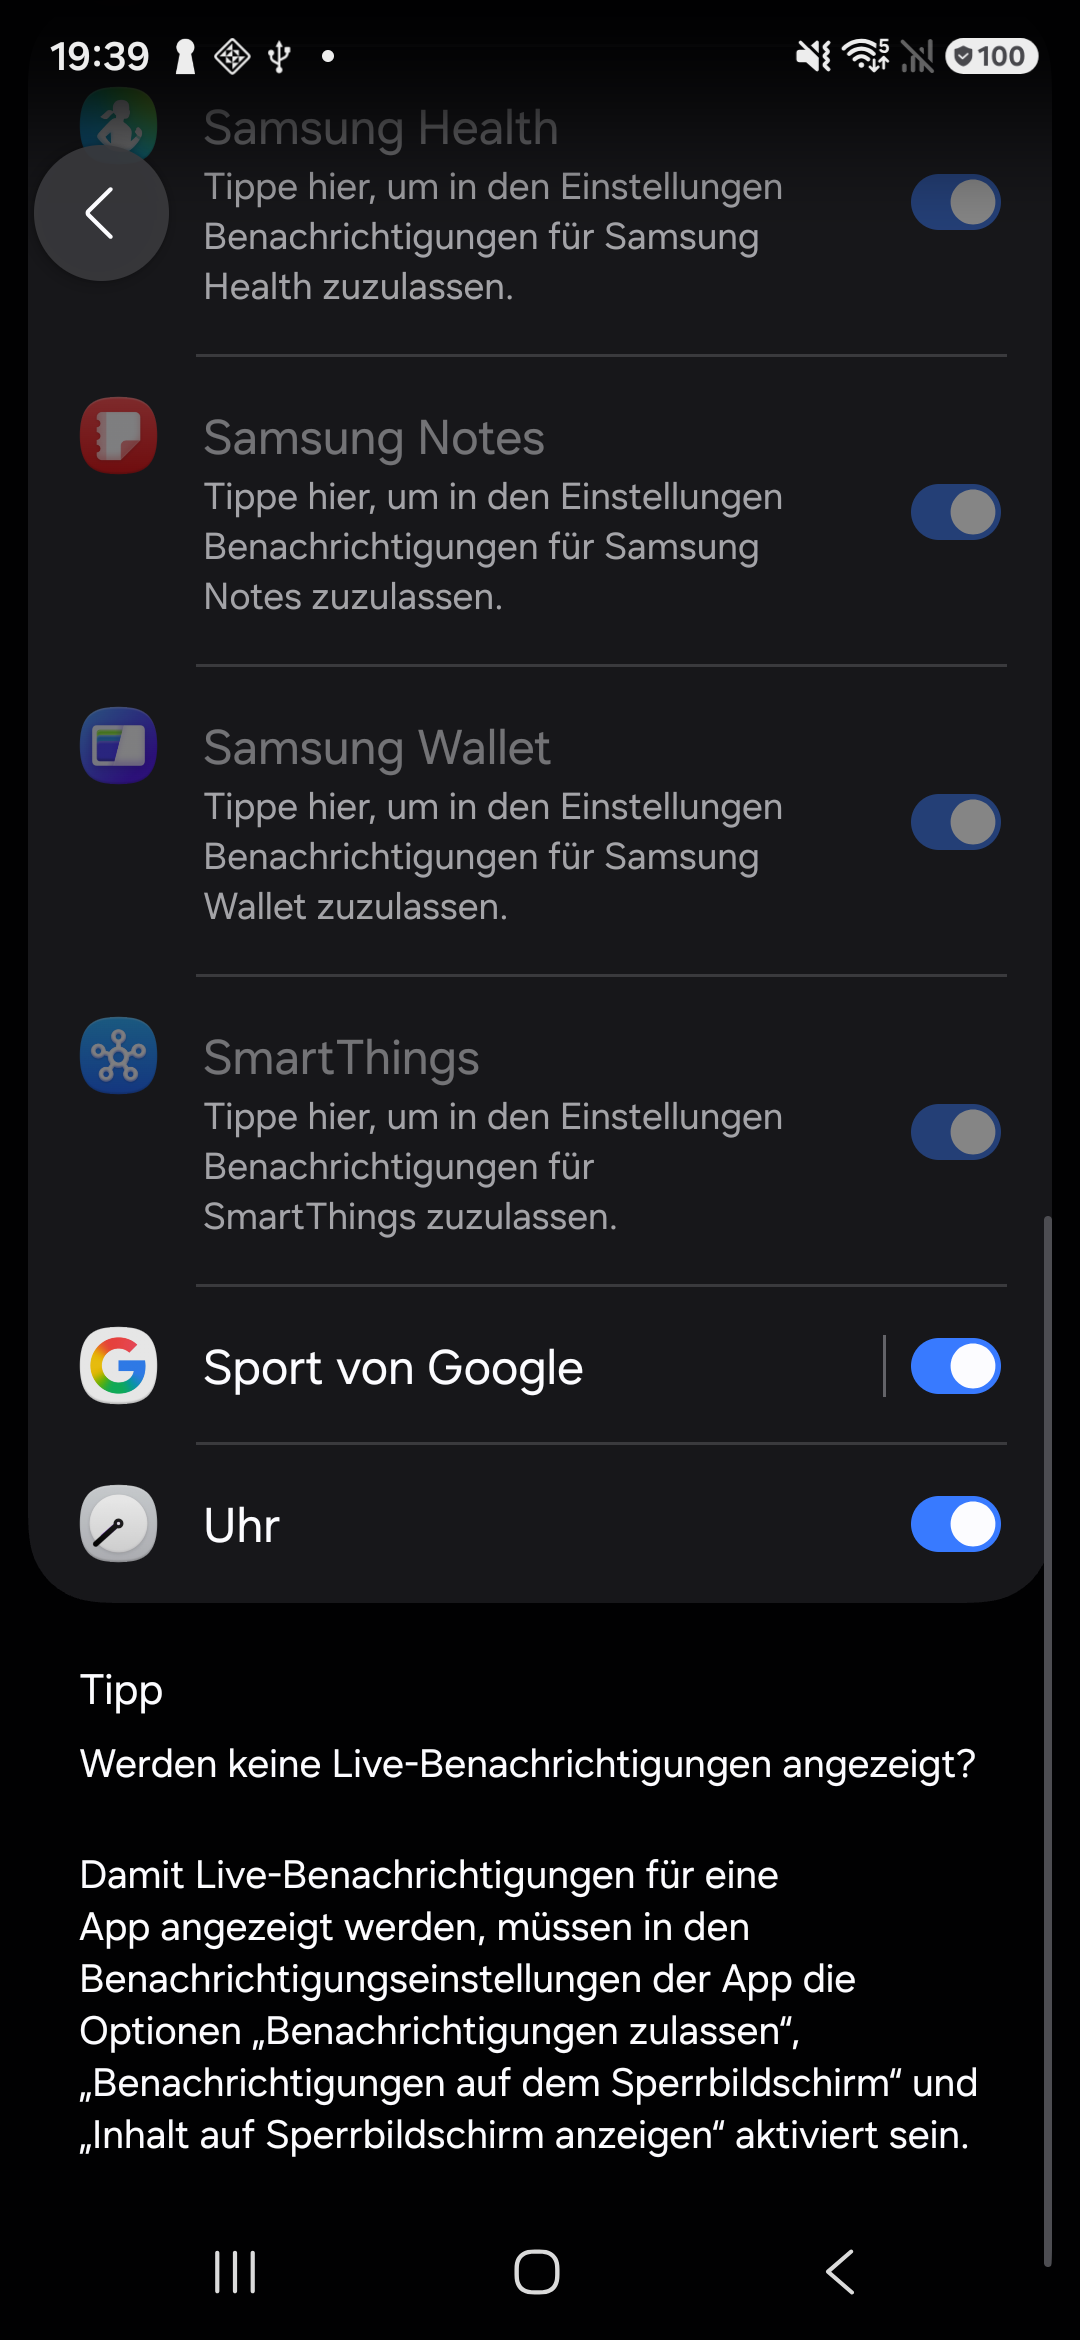 19:39
5
100
Samsung Health
Tippe hier, um in den Einstellungen
Benachrichtigungen für Samsung
Health zuzulassen.
Samsung Notes
Tippe hier, um in den Einstellungen
Benachrichtigungen für Samsung
Notes zuzulassen.
Samsung Wallet
Tippe hier, um in den Einstellungen
Benachrichtigungen für Samsung
Wallet zuzulassen.
SmartThings
Tippe hier, um in den Einstellungen
Benachrichtigungen für
SmartThings zuzulassen.
Sport von Google
Uhr
Tipp
Werden keine Live-Benachrichtigungen angezeigt?
Damit Live-Benachrichtigungen für eine
App angezeigt werden, müssen in den
Benachrichtigungseinstellungen der App die
Optionen „Benachrichtigungen zulassen“,
„Benachrichtigungen auf dem Sperrbildschirm“ und
„Inhalt auf Sperrbildschirm anzeigen“ aktiviert sein.